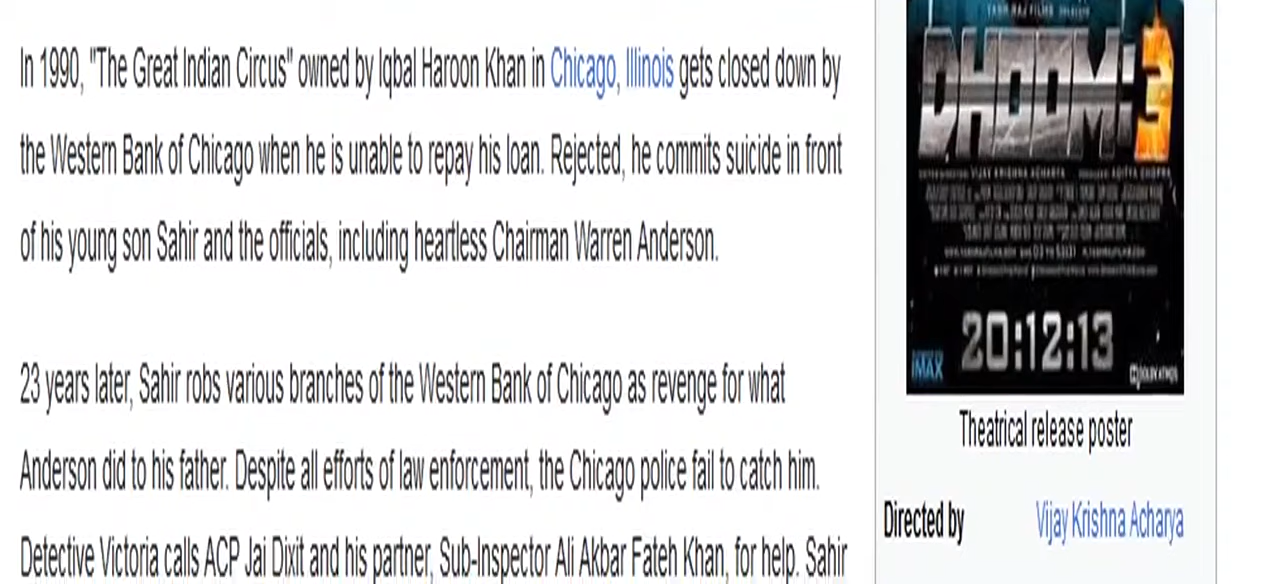 In 1990, "The Great Indian Circus" owned by Iqbal Haroon Khan in Chicago, Illinois gets closed down by
the Western Bank of Chicago when he is unable to repay his loan. Rejected, he commits suicide in front
of his young son Sahir and the officials, including heartless Chairman Warren Anderson.
23 years later, Sahir robs various branches of the Western Bank of Chicago as revenge for what
Anderson did to his father. Despite all efforts of law enforcement, the Chicago police fail to catch him.
Detective Victoria calls ACP Jai Dixit and his partner, Sub-Inspector Ali Akbar Fateh Khan, for help. Sahir
DHOOM:3
20:12:13
IMAX
Theatrical release poster
Directed by Vijay Krishna Acharya